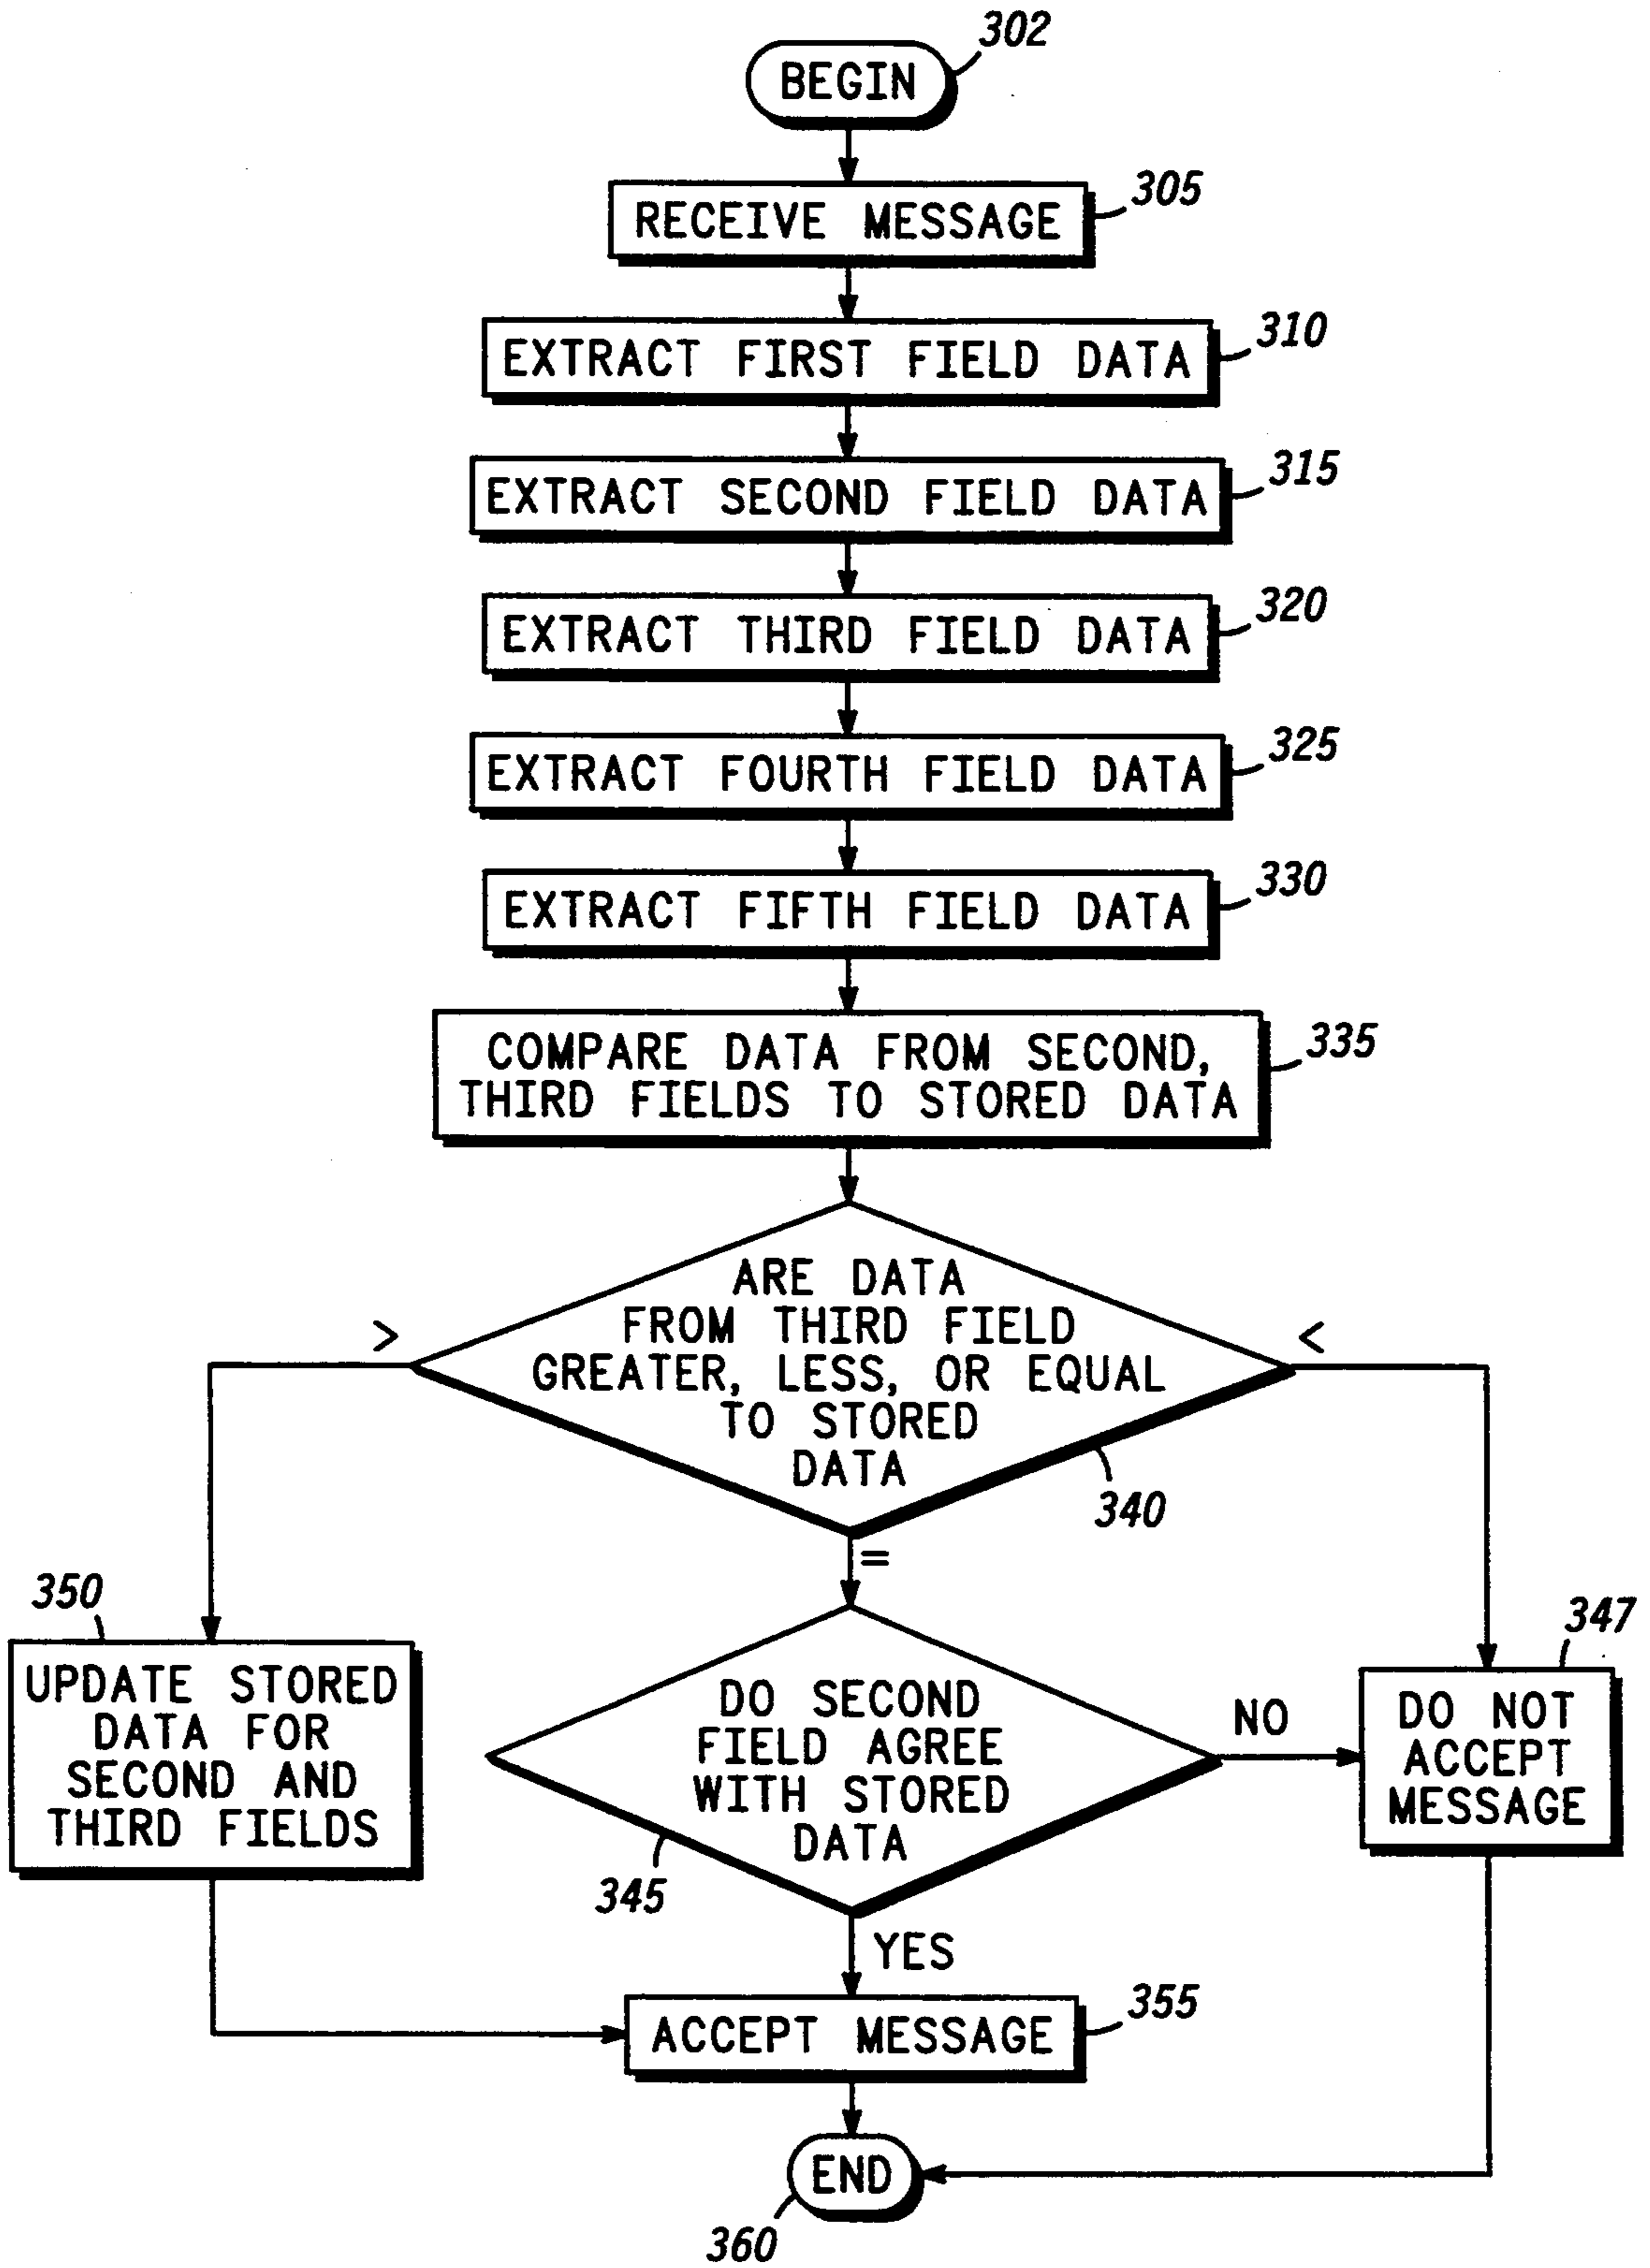 302
BEGIN
305
RECEIVE MESSAGE
310
EXTRACT FIRST FIELD DATA
315
EXTRACT SECOND FIELD DATA
320
EXTRACT THIRD FIELD DATA
325
EXTRACT FOURTH FIELD DATA
330
EXTRACT FIFTH FIELD DATA
335
COMPARE DATA FROM SECOND,
THIRD FIELDS TO STORED DATA
ARE DATA
FROM THIRD FIELD
GREATER, LESS, OR EQUAL
TO STORED
DATA
>
<
340
=
350
UPDATE STORED
DATA FOR
SECOND AND
THIRD FIELDS
DO SECOND
FIELD AGREE
WITH STORED
DATA
345
NO
347
DO NOT
ACCEPT
MESSAGE
YES
355
ACCEPT MESSAGE
END
360